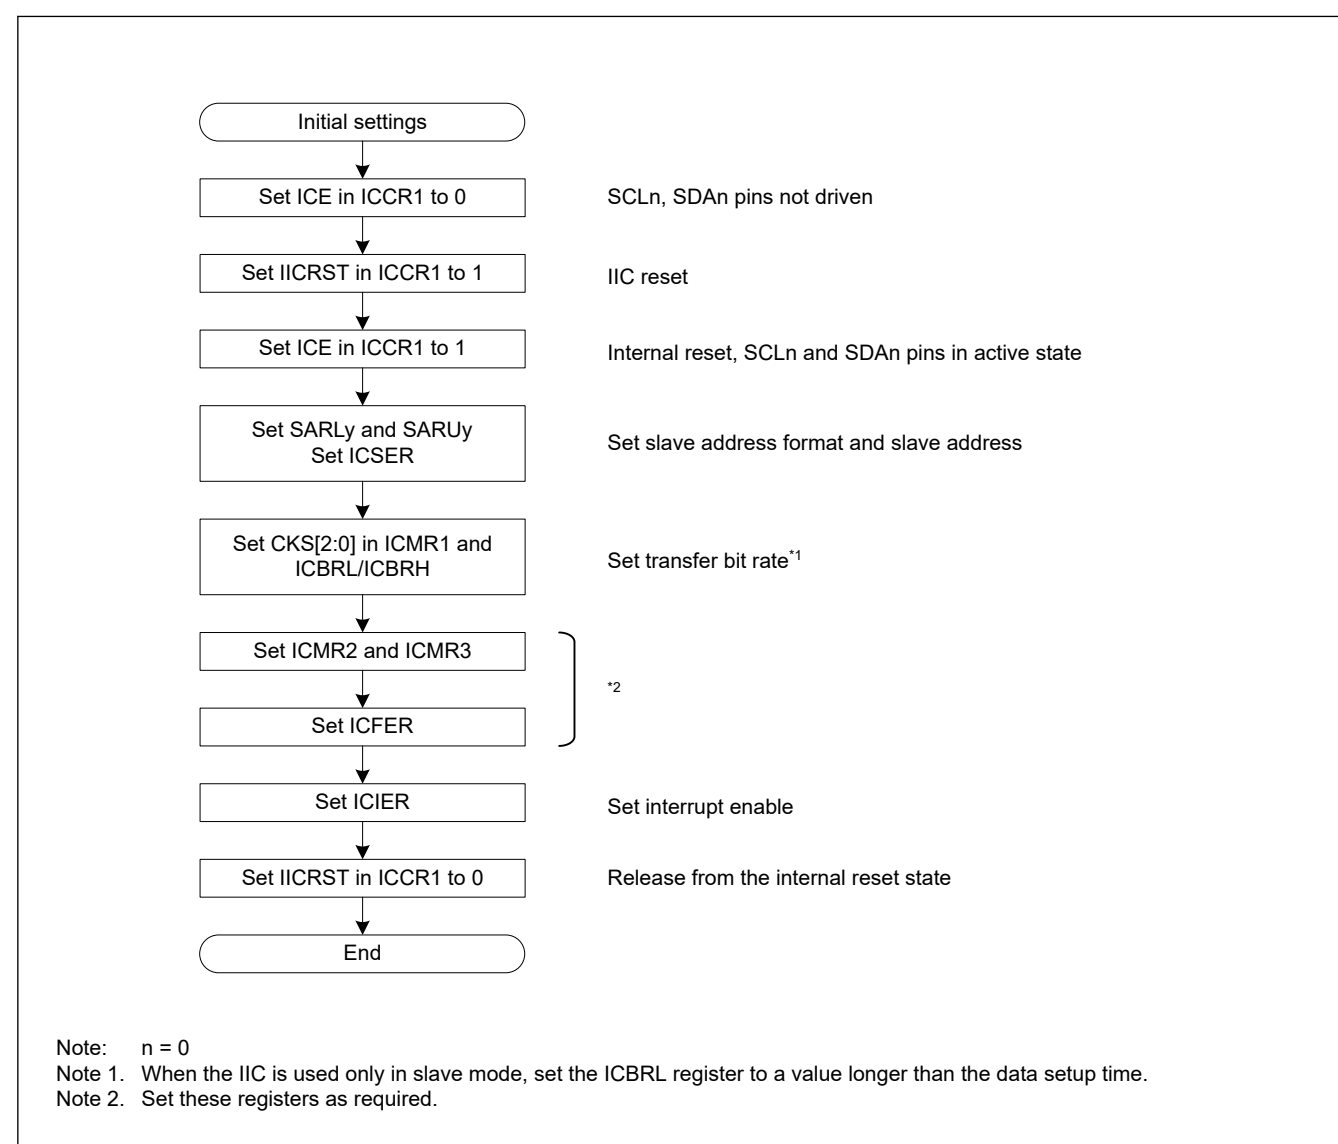 Initial settings
Set ICE in ICCR1 to 0
SCLn, SDAn pins not driven
Set IICRST in ICCR1 to 1
IIC reset
Set ICE in ICCR1 to 1
Internal reset, SCLn and SDAn pins in active state
Set SARLy and SARUy
Set ICSER
Set slave address format and slave address
Set CKS[2:0] in ICMR1 and
ICBRL/ICBRH
Set transfer bit rate*1
Set ICMR2 and ICMR3
*2
Set ICFER
Set ICIER
Set interrupt enable
Set IICRST in ICCR1 to 0
Release from the internal reset state
End
Note: n = 0
Note 1. When the IIC is used only in slave mode, set the ICBRL register to a value longer than the data setup time.
Note 2. Set these registers as required.